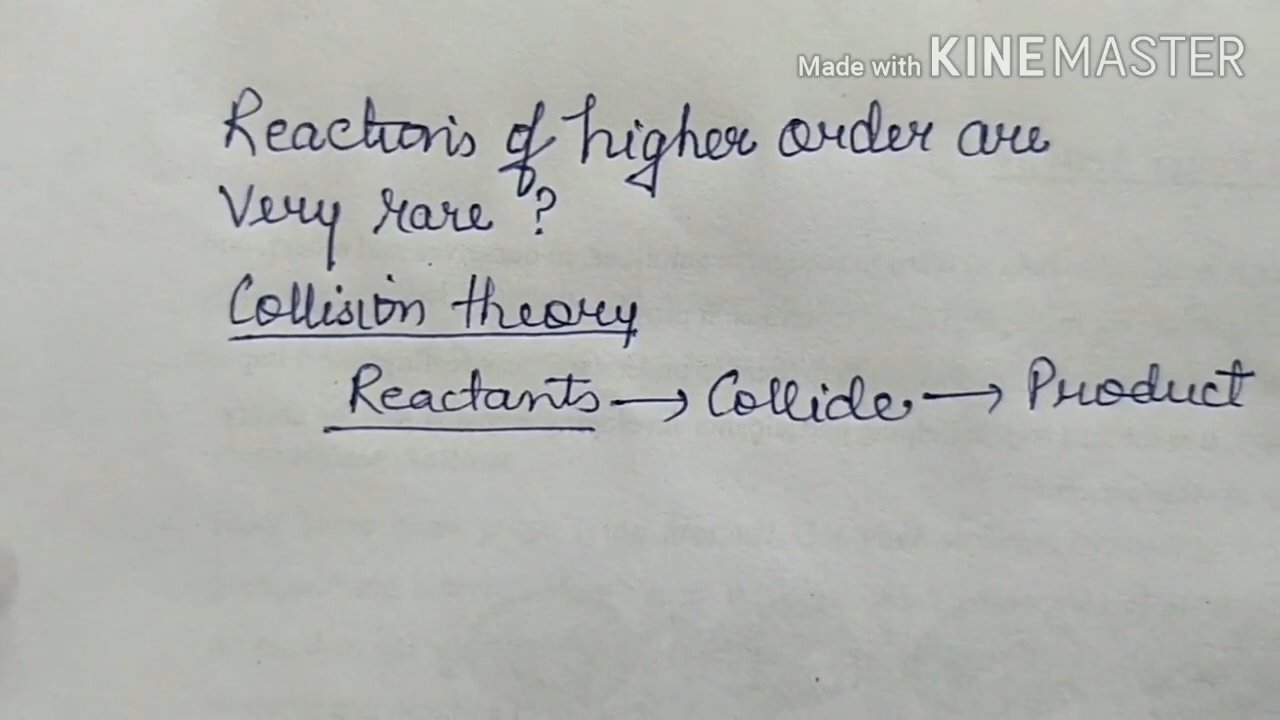 Made with KINEMASTER
Reactions of higher order are
Very rare ?
Collision theory
Reactants → Collide → Product